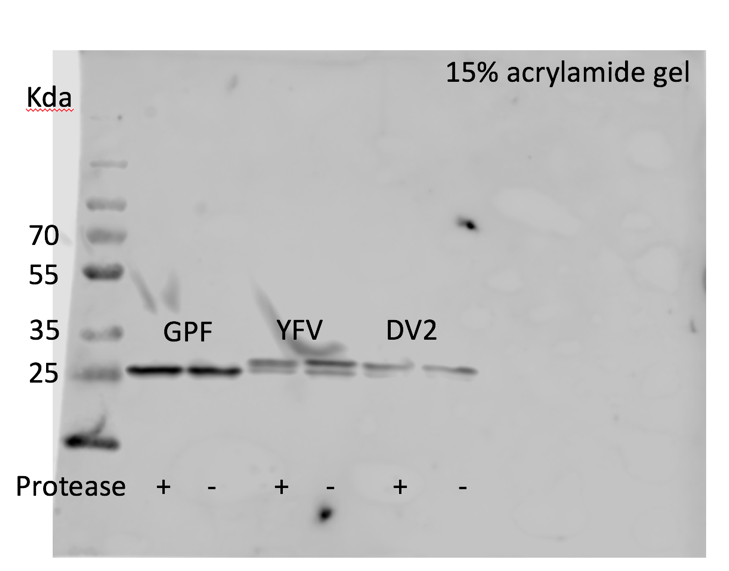 15% acrylamide gel
Kda
70
55
35
25
GPF YFV DV2
Protease + - + - + -